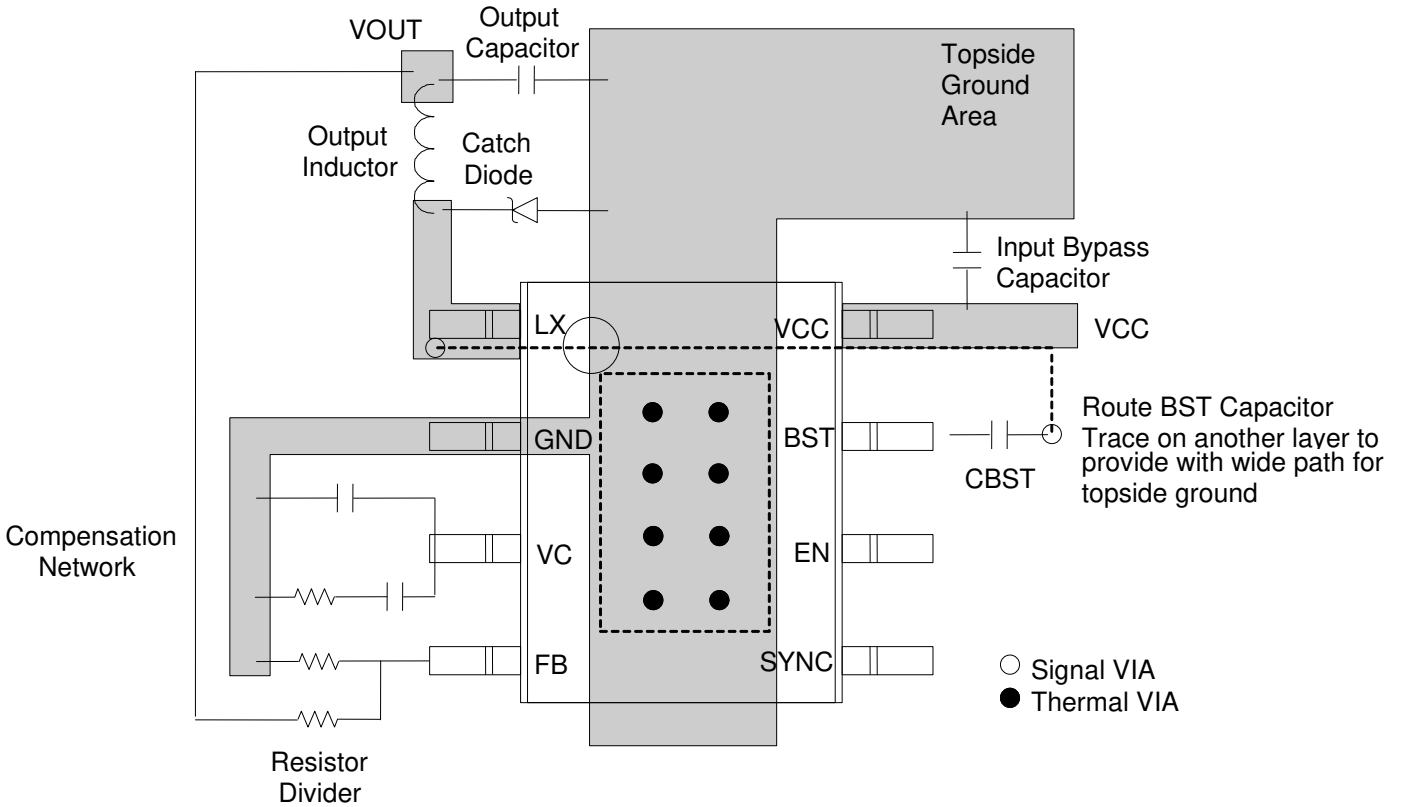 VOUT
Output
Capacitor
Topside
Ground
Area
Output
Inductor
Catch
Diode
Input Bypass
Capacitor
LX
VCC
VCC
GND
BST
CBST
Route BST Capacitor
Trace on another layer to
provide with wide path for
topside ground
Compensation
Network
VC
EN
FB
SYNC
Signal VIA
Thermal VIA
Resistor
Divider